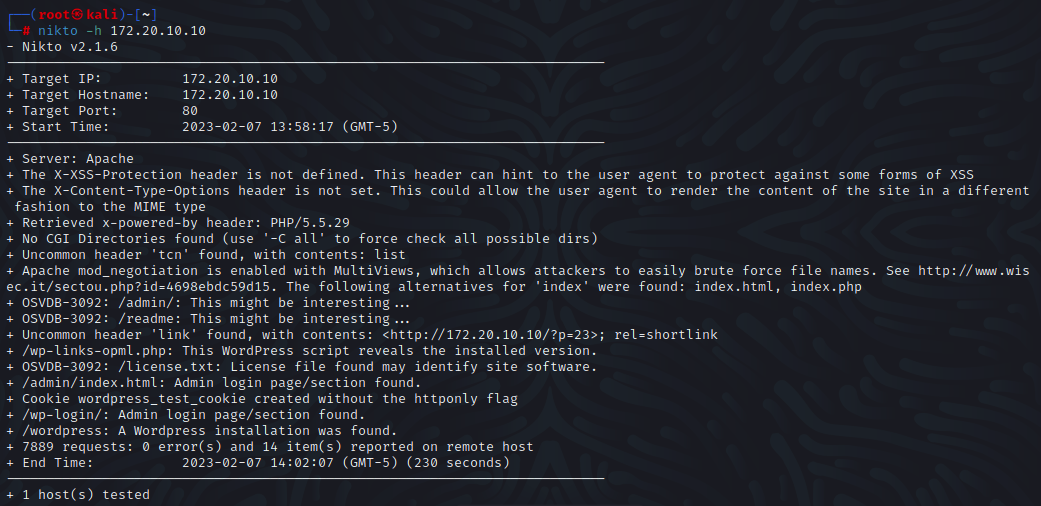 ┌──(root㉿kali)-[~]
└─# nikto -h 172.20.10.10
- Nikto v2.1.6
---------------------------------------------------------------------------
+ Target IP:          172.20.10.10
+ Target Hostname:    172.20.10.10
+ Target Port:        80
+ Start Time:         2023-02-07 13:58:17 (GMT-5)
---------------------------------------------------------------------------
+ Server: Apache
+ The X-XSS-Protection header is not defined. This header can hint to the user agent to protect against some forms of XSS
+ The X-Content-Type-Options header is not set. This could allow the user agent to render the content of the site in a different
 fashion to the MIME type
+ Retrieved x-powered-by header: PHP/5.5.29
+ No CGI Directories found (use '-C all' to force check all possible dirs)
+ Uncommon header 'tcn' found, with contents: list
+ Apache mod_negotiation is enabled with MultiViews, which allows attackers to easily brute force file names. See http://www.wis
ec.it/sectou.php?id=4698ebdc59d15. The following alternatives for 'index' were found: index.html, index.php
+ OSVDB-3092: /admin/: This might be interesting...
+ OSVDB-3092: /readme: This might be interesting...
+ Uncommon header 'link' found, with contents: <http://172.20.10.10/?p=23>; rel=shortlink
+ /wp-links-opml.php: This WordPress script reveals the installed version.
+ OSVDB-3092: /license.txt: License file found may identify site software.
+ /admin/index.html: Admin login page/section found.
+ Cookie wordpress_test_cookie created without the httponly flag
+ /wp-login/: Admin login page/section found.
+ /wordpress: A Wordpress installation was found.
+ 7889 requests: 0 error(s) and 14 item(s) reported on remote host
+ End Time:           2023-02-07 14:02:07 (GMT-5) (230 seconds)
---------------------------------------------------------------------------
+ 1 host(s) tested